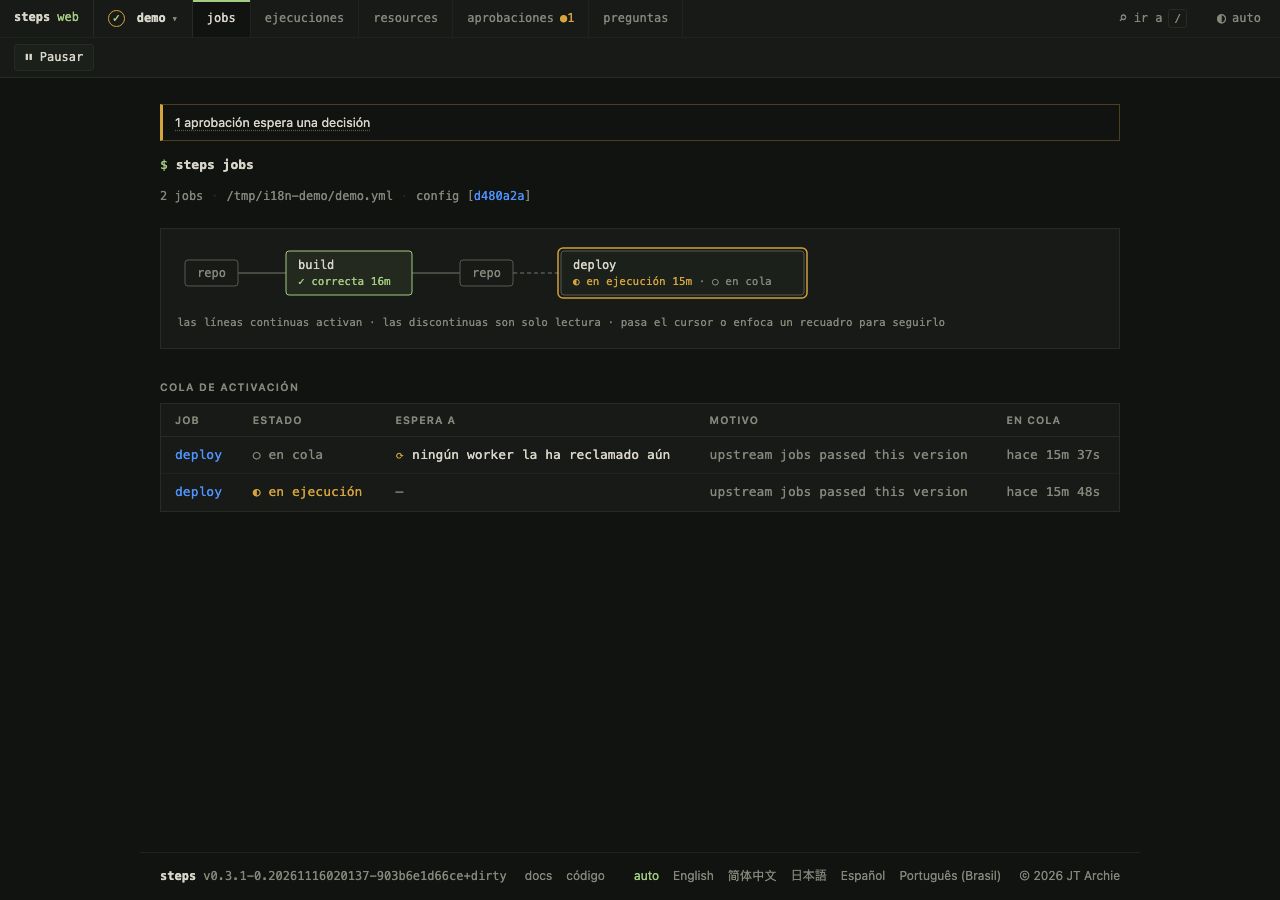 steps web ✓ demo ▾ jobs ejecuciones resources aprobaciones ●1 preguntas ⌕ ir a / ◐ auto
⏸ Pausar
1 aprobación espera una decisión
$ steps jobs
2 jobs · /tmp/i18n-demo/demo.yml · config [d480a2a]
repo build repo deploy
✓ correcta 16m ◐ en ejecución 15m · ○ en cola
las líneas continuas activan · las discontinuas son solo lectura · pasa el cursor o enfoca un recuadro para seguirlo
COLA DE ACTIVACIÓN
JOB ESTADO ESPERA A MOTIVO EN COLA
deploy ○ en cola ⟳ ningún worker la ha reclamado aún upstream jobs passed this version hace 15m 37s
deploy ◐ en ejecución — upstream jobs passed this version hace 15m 48s
steps v0.3.1-0.20261116020137-903b6e1d66ce+dirty docs código auto English 简体中文 日本語 Español Português (Brasil) © 2026 JT Archie